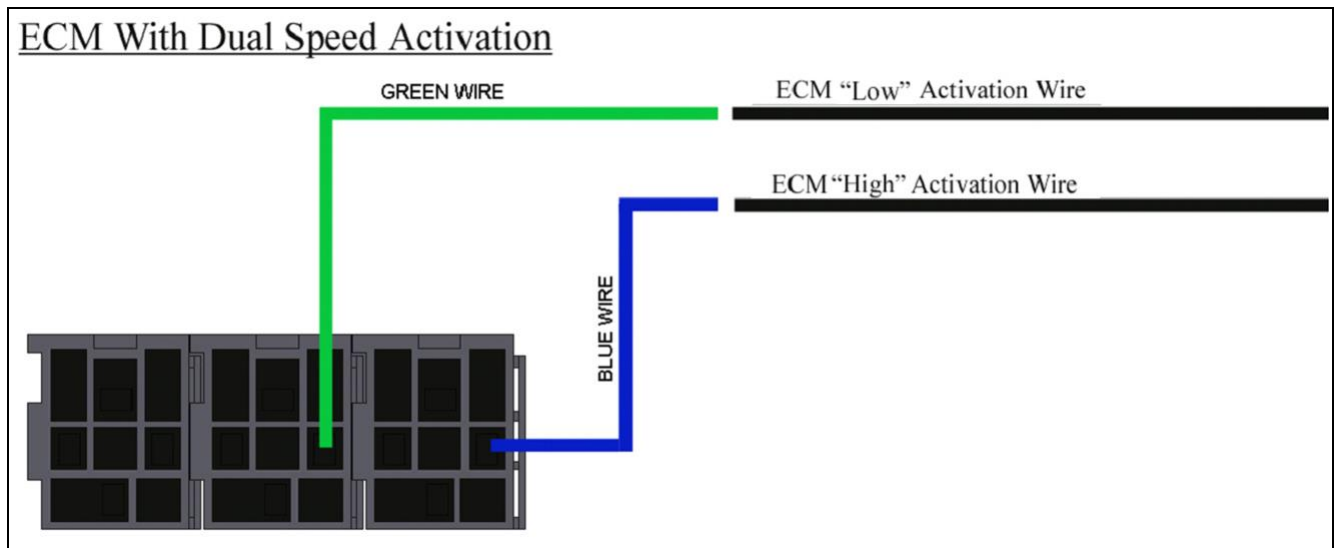 ECM With Dual Speed Activation
GREEN WIRE
ECM “Low” Activation Wire
ECM “High” Activation Wire
BLUE WIRE